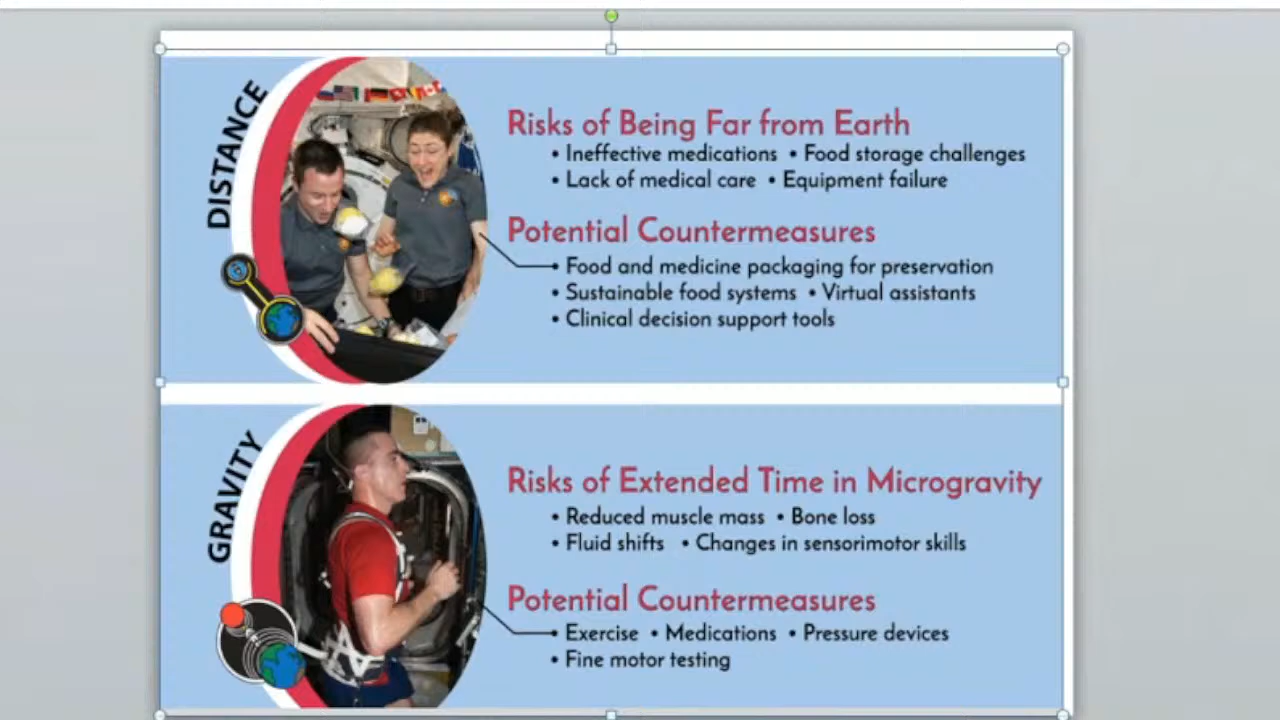 DISTANCE
Risks of Being Far from Earth
• Ineffective medications • Food storage challenges
• Lack of medical care • Equipment failure
Potential Countermeasures
• Food and medicine packaging for preservation
• Sustainable food systems • Virtual assistants
• Clinical decision support tools
GRAVITY
Risks of Extended Time in Microgravity
• Reduced muscle mass • Bone loss
• Fluid shifts • Changes in sensorimotor skills
Potential Countermeasures
• Exercise • Medications • Pressure devices
• Fine motor testing